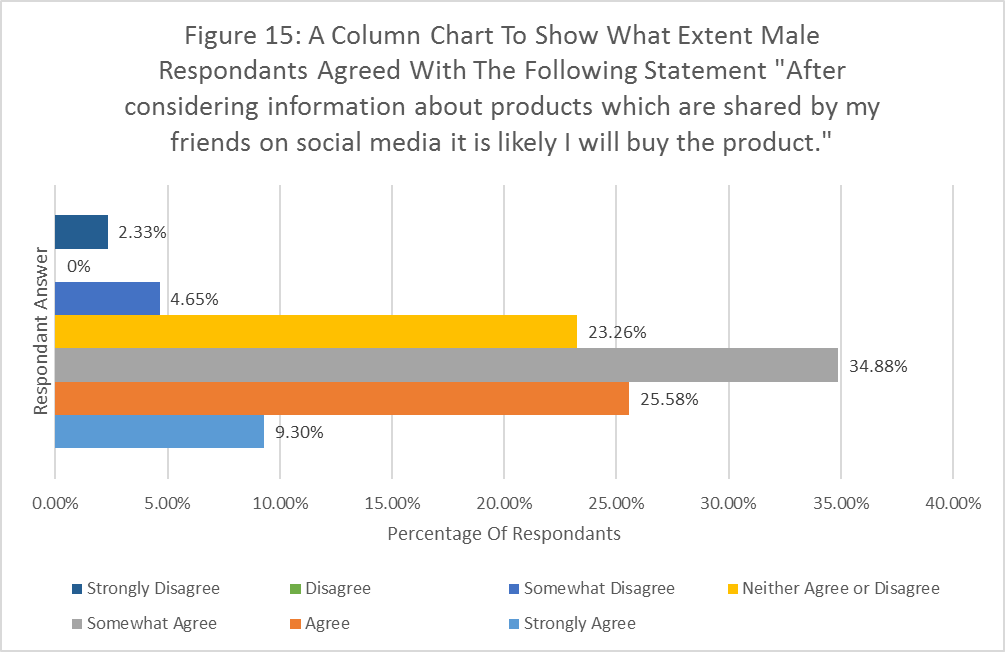 Figure 15: A Column Chart To Show What Extent Male
Respondants Agreed With The Following Statement "After
considering information about products which are shared by my
friends on social media it is likely I will buy the product."
Respondant Answer
2.33%
0%
4.65%
23.26%
34.88%
25.58%
9.30%
0.00% 5.00% 10.00% 15.00% 20.00% 25.00% 30.00% 35.00% 40.00%
Percentage Of Respondants
Strongly Disagree Disagree Somewhat Disagree Neither Agree or Disagree
Somewhat Agree Agree Strongly Agree